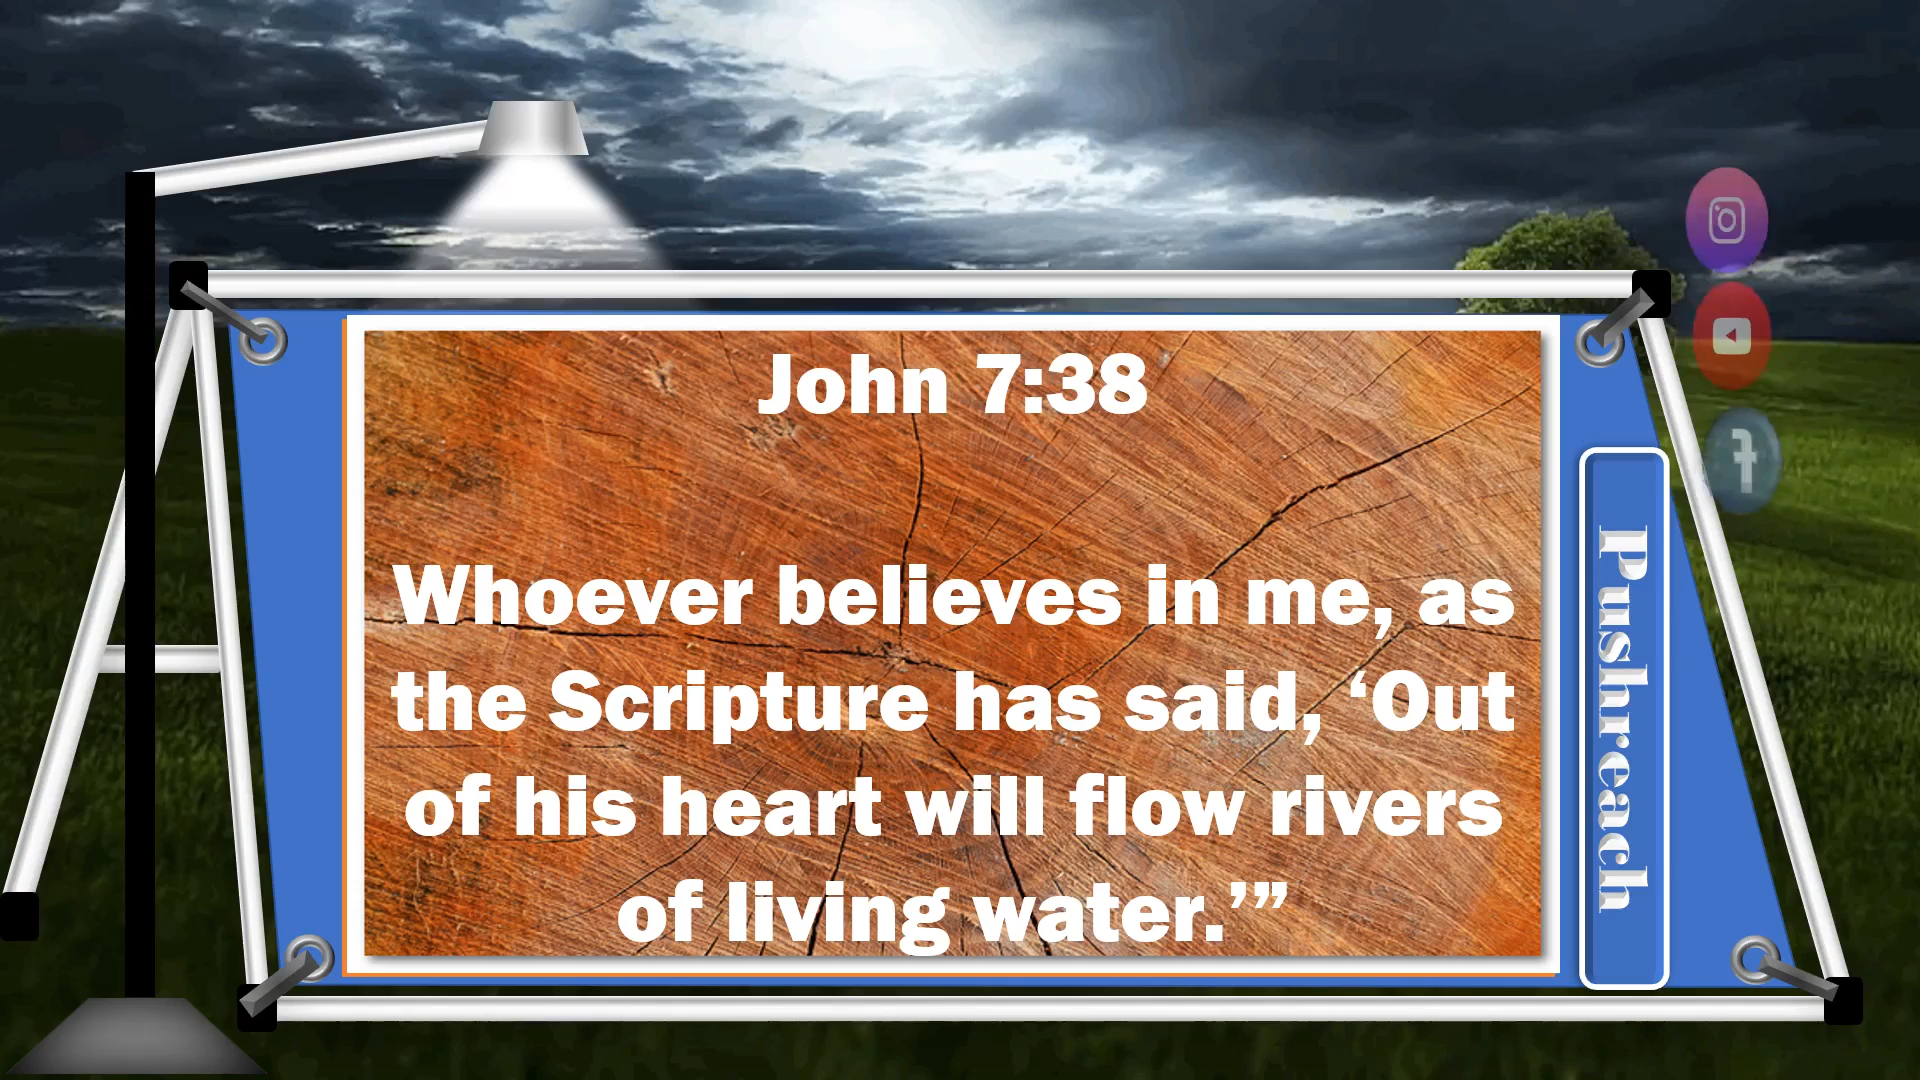 John 7:38
Whoever believes in me, as
the Scripture has said, ‘Out
of his heart will flow rivers
of living water.’”
Pushreach